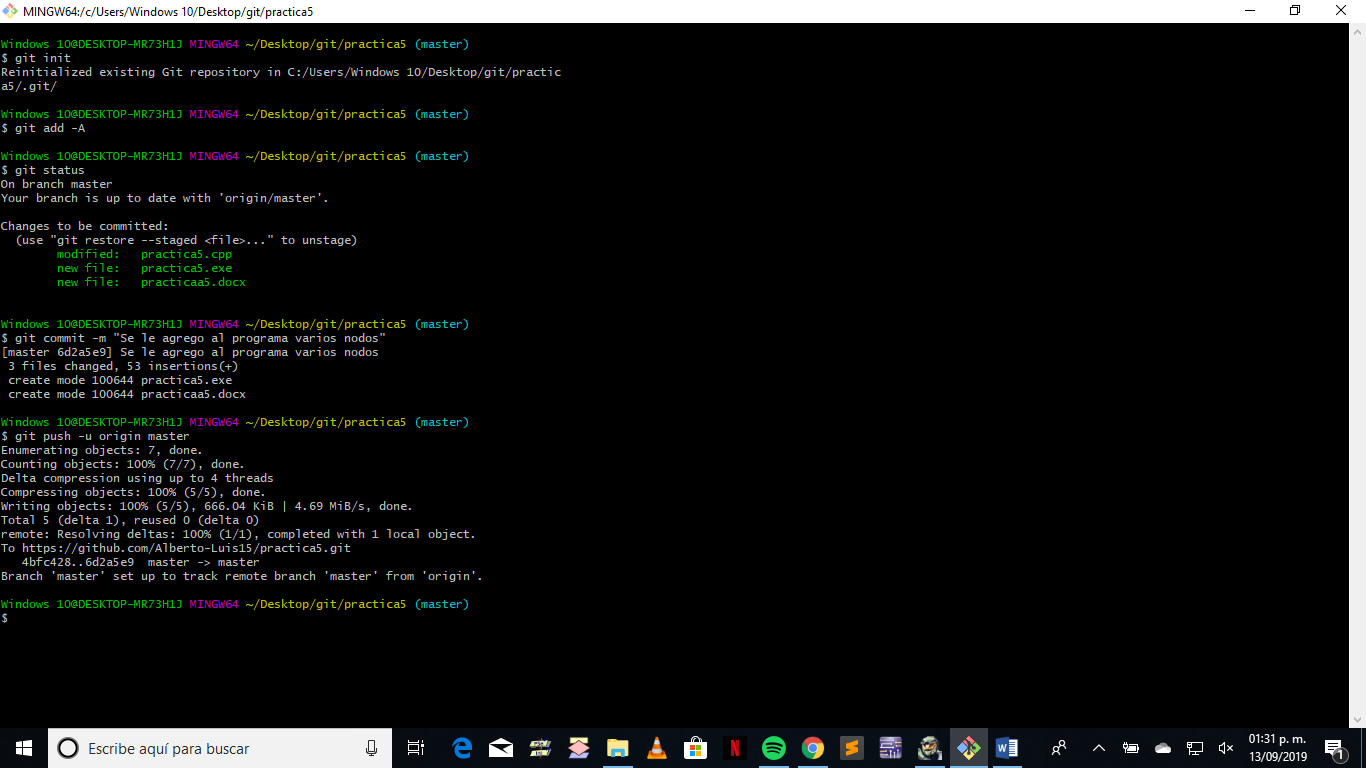 MINGW64:/c/Users/Windows 10/Desktop/git/practica5
Windows 10@DESKTOP-MR73H1J MINGW64 ~/Desktop/git/practica5 (master)
$ git init
Reinitialized existing Git repository in C:/Users/Windows 10/Desktop/git/practic
a5/.git/
Windows 10@DESKTOP-MR73H1J MINGW64 ~/Desktop/git/practica5 (master)
$ git add -A
Windows 10@DESKTOP-MR73H1J MINGW64 ~/Desktop/git/practica5 (master)
$ git status
On branch master
Your branch is up to date with 'origin/master'.
Changes to be committed:
  (use "git restore --staged <file>..." to unstage)
        modified:   practica5.cpp
        new file:   practica5.exe
        new file:   practicaa5.docx
Windows 10@DESKTOP-MR73H1J MINGW64 ~/Desktop/git/practica5 (master)
$ git commit -m "Se le agrego al programa varios nodos"
[master 6d2a5e9] Se le agrego al programa varios nodos
 3 files changed, 53 insertions(+)
 create mode 100644 practica5.exe
 create mode 100644 practicaa5.docx
Windows 10@DESKTOP-MR73H1J MINGW64 ~/Desktop/git/practica5 (master)
$ git push -u origin master
Enumerating objects: 7, done.
Counting objects: 100% (7/7), done.
Delta compression using up to 4 threads
Compressing objects: 100% (5/5), done.
Writing objects: 100% (5/5), 666.04 KiB | 4.69 MiB/s, done.
Total 5 (delta 1), reused 0 (delta 0)
remote: Resolving deltas: 100% (1/1), completed with 1 local object.
To https://github.com/Alberto-Luis15/practica5.git
   4bfc428..6d2a5e9  master -> master
Branch 'master' set up to track remote branch 'master' from 'origin'.
Windows 10@DESKTOP-MR73H1J MINGW64 ~/Desktop/git/practica5 (master)
$
Escribe aquí para buscar
01:31 p. m.
13/09/2019
1